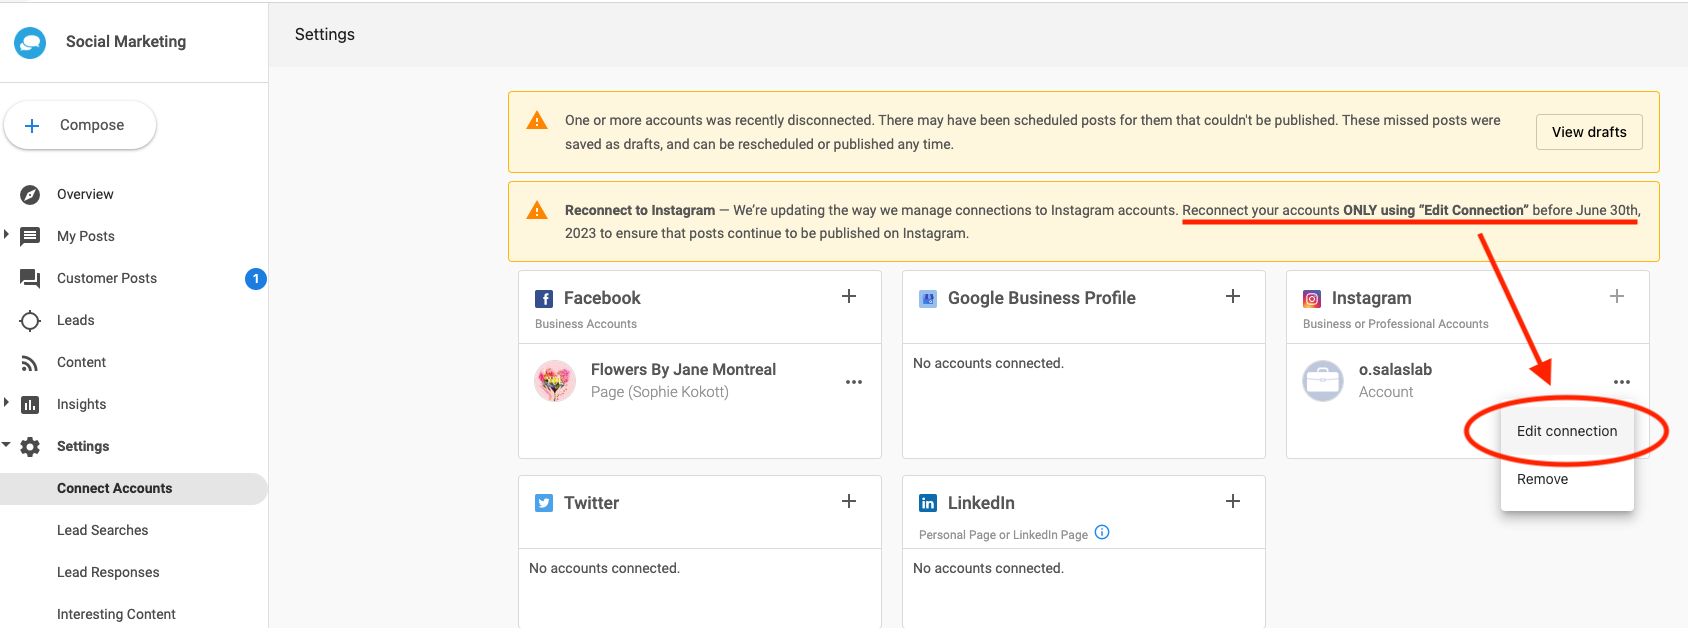 Social Marketing
Settings
Compose
Overview
My Posts
Customer Posts
1
Leads
Content
Insights
Settings
Connect Accounts
Lead Searches
Lead Responses
Interesting Content
One or more accounts was recently disconnected. There may have been scheduled posts for them that couldn't be published. These missed posts were
saved as drafts, and can be rescheduled or published any time.
View drafts
Reconnect to Instagram — We’re updating the way we manage connections to Instagram accounts. Reconnect your accounts ONLY using “Edit Connection” before June 30th,
2023 to ensure that posts continue to be published on Instagram.
Facebook
Business Accounts
Flowers By Jane Montreal
Page (Sophie Kokott)
Google Business Profile
No accounts connected.
Instagram
Business or Professional Accounts
o.salaslab
Account
Edit connection
Remove
Twitter
No accounts connected.
LinkedIn
Personal Page or LinkedIn Page
No accounts connected.